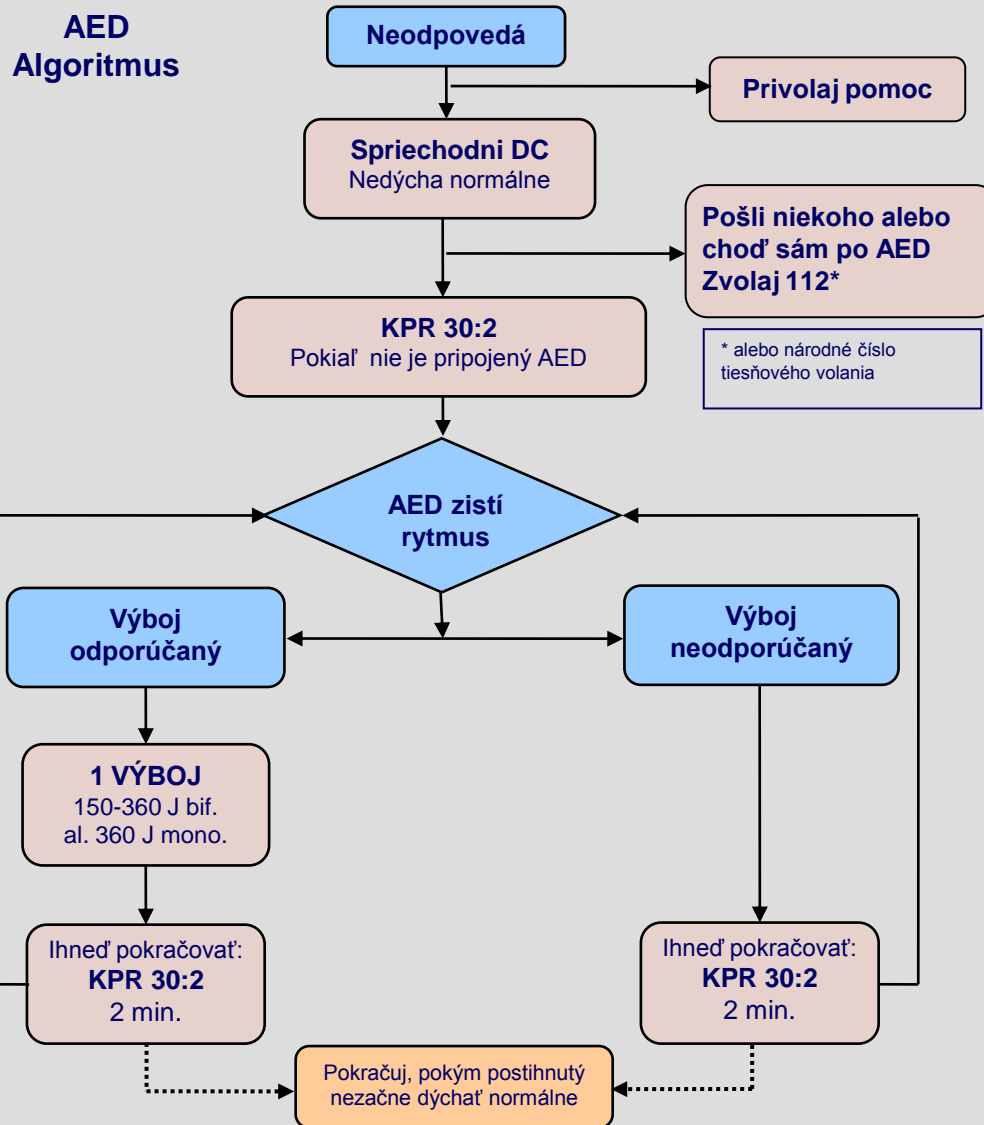 AED
Algoritmus
Neodpovedá
Privolaj pomoc
Spriechodni DC
Nedýcha normálne
Pošli niekoho alebo
choď sám po AED
Zvolaj 112*
KPR 30:2
Pokiaľ nie je pripojený AED
* alebo národné číslo
tiesňového volania
AED zistí
rytmus
Výboj
odporúčaný
Výboj
neodporúčaný
1 VÝBOJ
150-360 J bif.
al. 360 J mono.
Ihneď pokračovať:
KPR 30:2
2 min.
Ihneď pokračovať:
KPR 30:2
2 min.
Pokračuj, pokým postihnutý
nezačne dýchať normálne